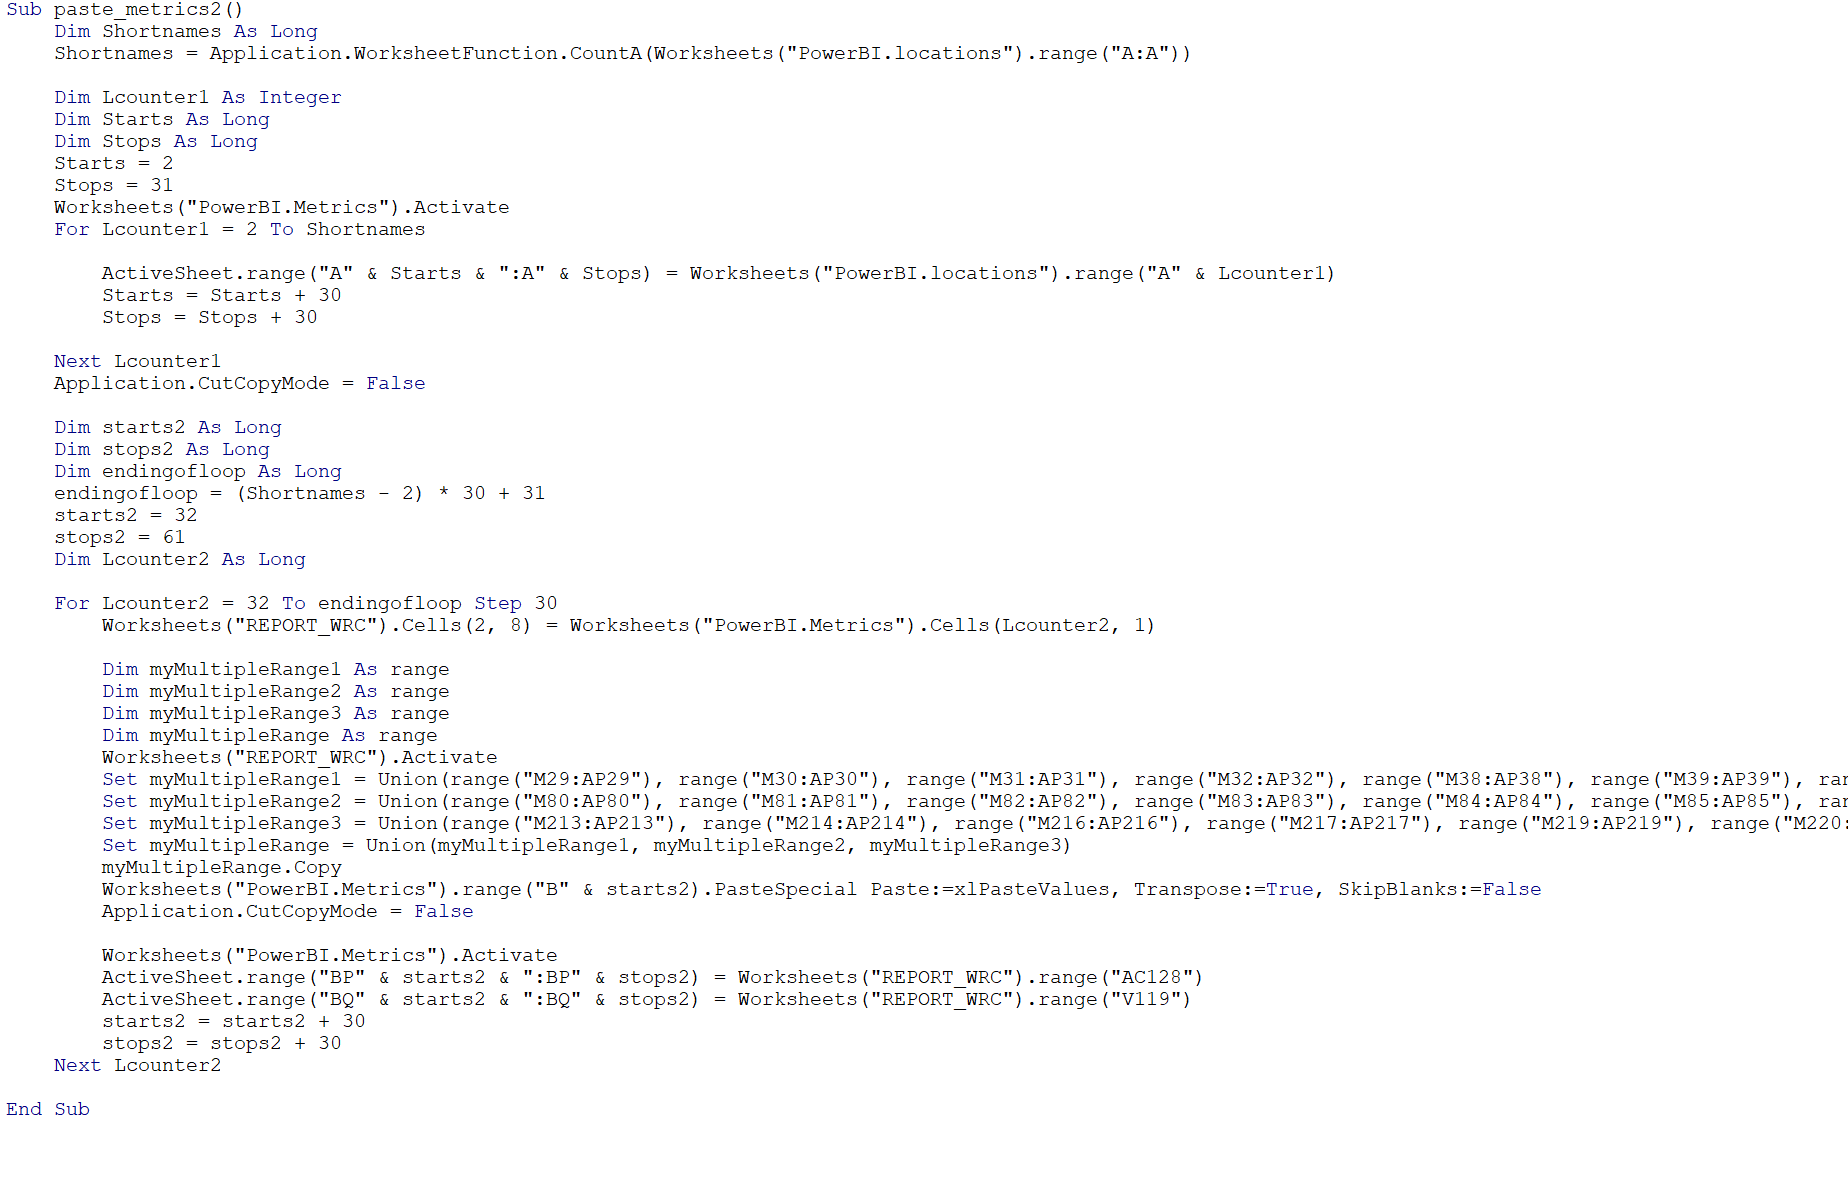 Sub paste_metrics2()
    Dim Shortnames As Long
    Shortnames = Application.WorksheetFunction.CountA(Worksheets("PowerBI.locations").range("A:A"))

    Dim Lcounter1 As Integer
    Dim Starts As Long
    Dim Stops As Long
    Starts = 2
    Stops = 31
    Worksheets("PowerBI.Metrics").Activate
    For Lcounter1 = 2 To Shortnames

        ActiveSheet.range("A" & Starts & ":A" & Stops) = Worksheets("PowerBI.locations").range("A" & Lcounter1)
        Starts = Starts + 30
        Stops = Stops + 30

    Next Lcounter1
    Application.CutCopyMode = False

    Dim starts2 As Long
    Dim stops2 As Long
    Dim endingofloop As Long
    endingofloop = (Shortnames - 2) * 30 + 31
    starts2 = 32
    stops2 = 61
    Dim Lcounter2 As Long

    For Lcounter2 = 32 To endingofloop Step 30
        Worksheets("REPORT_WRC").Cells(2, 8) = Worksheets("PowerBI.Metrics").Cells(Lcounter2, 1)

        Dim myMultipleRange1 As range
        Dim myMultipleRange2 As range
        Dim myMultipleRange3 As range
        Dim myMultipleRange As range
        Worksheets("REPORT_WRC").Activate
        Set myMultipleRange1 = Union(range("M29:AP29"), range("M30:AP30"), range("M31:AP31"), range("M32:AP32"), range("M38:AP38"), range("M39:AP39"), ran
        Set myMultipleRange2 = Union(range("M80:AP80"), range("M81:AP81"), range("M82:AP82"), range("M83:AP83"), range("M84:AP84"), range("M85:AP85"), ran
        Set myMultipleRange3 = Union(range("M213:AP213"), range("M214:AP214"), range("M216:AP216"), range("M217:AP217"), range("M219:AP219"), range("M220:
        Set myMultipleRange = Union(myMultipleRange1, myMultipleRange2, myMultipleRange3)
        myMultipleRange.Copy
        Worksheets("PowerBI.Metrics").range("B" & starts2).PasteSpecial Paste:=xlPasteValues, Transpose:=True, SkipBlanks:=False
        Application.CutCopyMode = False

        Worksheets("PowerBI.Metrics").Activate
        ActiveSheet.range("BP" & starts2 & ":BP" & stops2) = Worksheets("REPORT_WRC").range("AC128")
        ActiveSheet.range("BQ" & starts2 & ":BQ" & stops2) = Worksheets("REPORT_WRC").range("V119")
        starts2 = starts2 + 30
        stops2 = stops2 + 30
    Next Lcounter2

End Sub